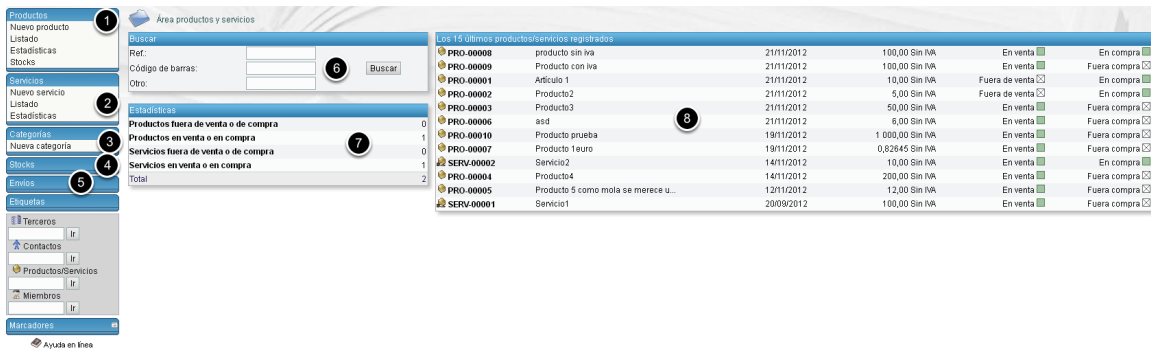 Productos
1
Nuevo producto
Listado
Estadísticas
Stocks
Servicios
Nuevo servicio
2
Listado
Estadísticas
Categorías
3
Nueva categoría
Stocks
4
Envíos
5
Etiquetas
Terceros
Ir
Contactos
Ir
Productos/Servicios
Ir
Miembros
Ir
Marcadores
Ayuda en línea
Área productos y servicios
Buscar
Ref.:
Código de barras:
6
Buscar
Otro:
Estadísticas
Productos fuera de venta o de compra 0
Productos en venta o en compra 1
7
Servicios fuera de venta o de compra 0
Servicios en venta o en compra 1
Total 2
Los 15 últimos productos/servicios registrados
PRO-00008 producto sin iva 21/11/2012 100,00 Sin IVA En venta En compra
PRO-00009 Producto con iva 21/11/2012 100,00 Sin IVA En venta Fuera compra
PRO-00001 Artículo 1 21/11/2012 10,00 Sin IVA Fuera de venta En compra
PRO-00002 Producto2 21/11/2012 5,00 Sin IVA Fuera de venta En compra
PRO-00003 Producto3 21/11/2012 50,00 Sin IVA En venta Fuera compra
8
PRO-00006 asd 21/11/2012 6,00 Sin IVA En venta Fuera compra
PRO-00010 Producto prueba 19/11/2012 1 000,00 Sin IVA En venta Fuera compra
PRO-00007 Producto 1euro 19/11/2012 0,82645 Sin IVA En venta Fuera compra
SERV-00002 Servicio2 14/11/2012 10,00 Sin IVA En venta En compra
PRO-00004 Producto4 14/11/2012 200,00 Sin IVA En venta Fuera compra
PRO-00005 Producto 5 como mola se merece u... 12/11/2012 12,00 Sin IVA En venta Fuera compra
SERV-00001 Servicio1 20/09/2012 100,00 Sin IVA En venta Fuera compra